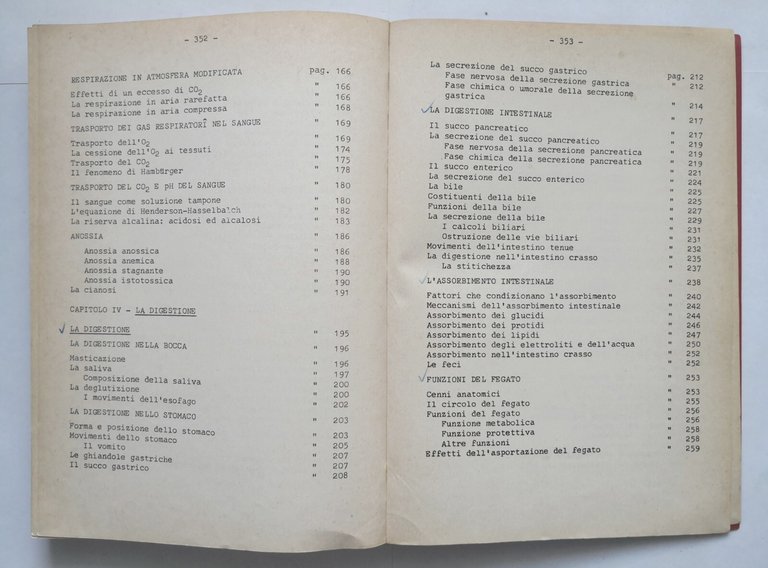 - 352 -
RESPIRAZIONE IN ATMOSFERA MODIFICATA pag. 166
Effetti di un eccesso di CO2 " 166
La respirazione in aria rarefatta " 166
La respirazione in aria compressa " 168
TRASPORTO DEI GAS RESPIRATORÎ NEL SANGUE " 169
Trasporto dell'O2 " 169
La cessione dell'O2 ai tessuti " 174
Trasporto del CO2 " 175
Il fenomeno di Hambürger " 178
TRASPORTO DEL CO2 E pH DEL SANGUE " 180
Il sangue come soluzione tampone " 180
L'equazione di Henderson-Hasselbalch " 182
La riserva alcalina: acidosi ed alcalosi " 183
ANOSSIA " 186
Anossia anossica " 186
Anossia anemica " 188
Anossia stagnante " 190
Anossia istotossica " 190
La cianosi " 191
CAPITOLO IV - LA DIGESTIONE
LA DIGESTIONE " 195
LA DIGESTIONE NELLA BOCCA " 196
Masticazione " 196
La saliva " 197
Composizione della saliva " 200
La deglutizione " 200
I movimenti dell'esofago " 202
LA DIGESTIONE NELLO STOMACO " 203
Forma e posizione dello stomaco " 203
Movimenti dello stomaco " 205
Il vomito " 207
Le ghiandole gastriche " 207
Il succo gastrico " 208
- 353 -
La secrezione del succo gastrico pag. 212
Fase nervosa della secrezione gastrica " 212
Fase chimica o umorale della secrezione
gastrica " 214
LA DIGESTIONE INTESTINALE " 217
Il succo pancreatico " 217
La secrezione del succo pancreatico " 219
Fase nervosa della secrezione pancreatica " 219
Fase chimica della secrezione pancreatica " 219
Il succo enterico " 221
La secrezione del succo enterico " 224
La bile " 225
Costituenti della bile " 225
Funzioni della bile " 227
La secrezione della bile " 229
I calcoli biliari " 231
Ostruzione delle vie biliari " 231
Movimenti dell'intestino tenue " 232
La digestione nell'intestino crasso " 235
La stitichezza " 237
L'ASSORBIMENTO INTESTINALE " 238
Fattori che condizionano l'assorbimento " 240
Meccanismi dell'assorbimento intestinale " 242
Assorbimento dei glucidi " 244
Assorbimento dei protidi " 246
Assorbimento dei lipidi " 247
Assorbimento degli elettroliti e dell'acqua " 250
Assorbimento nell'intestino crasso " 252
Le feci " 252
FUNZIONI DEL FEGATO " 253
Cenni anatomici " 253
Il circolo del fegato " 255
Funzioni del fegato " 256
Funzione metabolica " 256
Funzione protettiva " 258
Altre funzioni " 258
Effetti dell'asportazione del fegato " 259